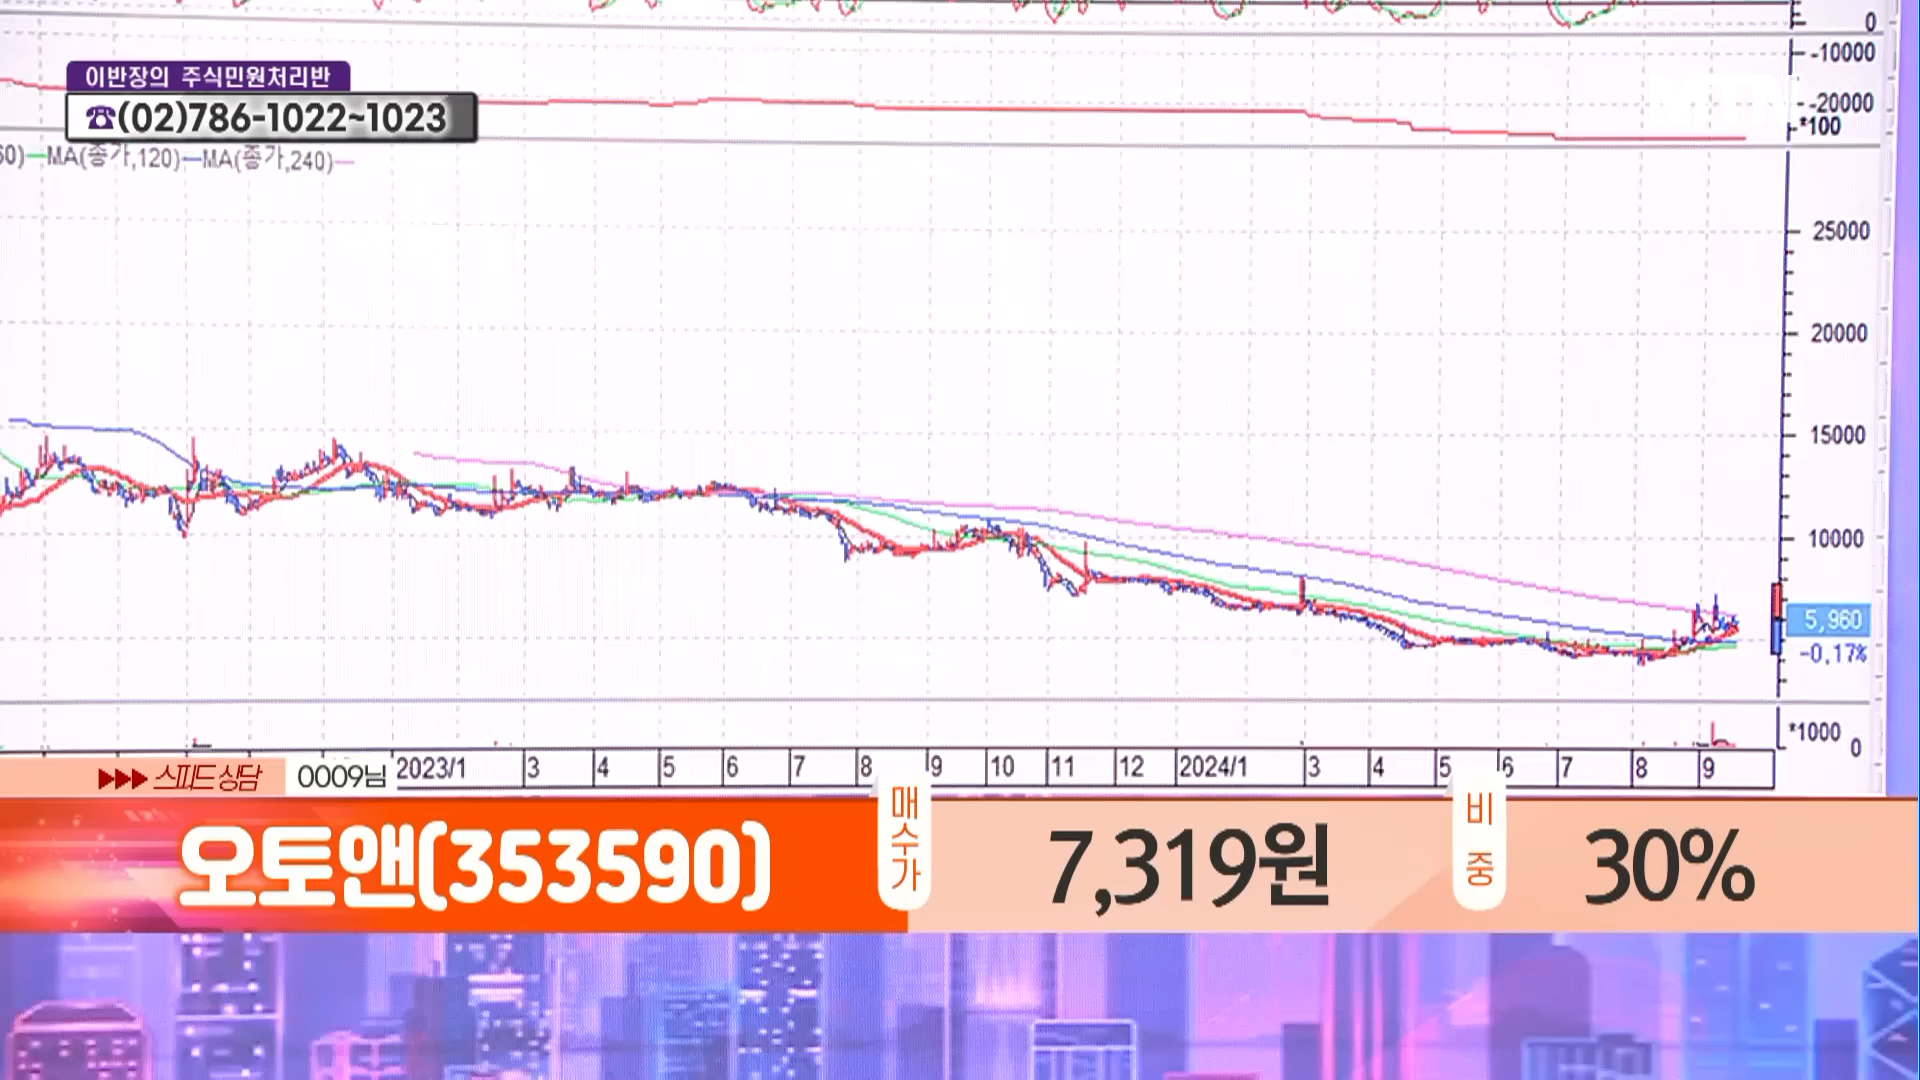 0
-10000
이반장의 주식민원처리반
☎(02)786-1022~1023
-20000
*100
60) MA(종가,120) MA(종가,240)
25000
20000
15000
10000
5,960
-0.17%
*1000
0
2023/1 3 4 5 6 7 8 9 10 11 12 2024/1 3 4 5 6 7 8 9
▶▶▶ 스피드 상담 0009님
오토앤(353590) 매수가 7,319원 비중 30%